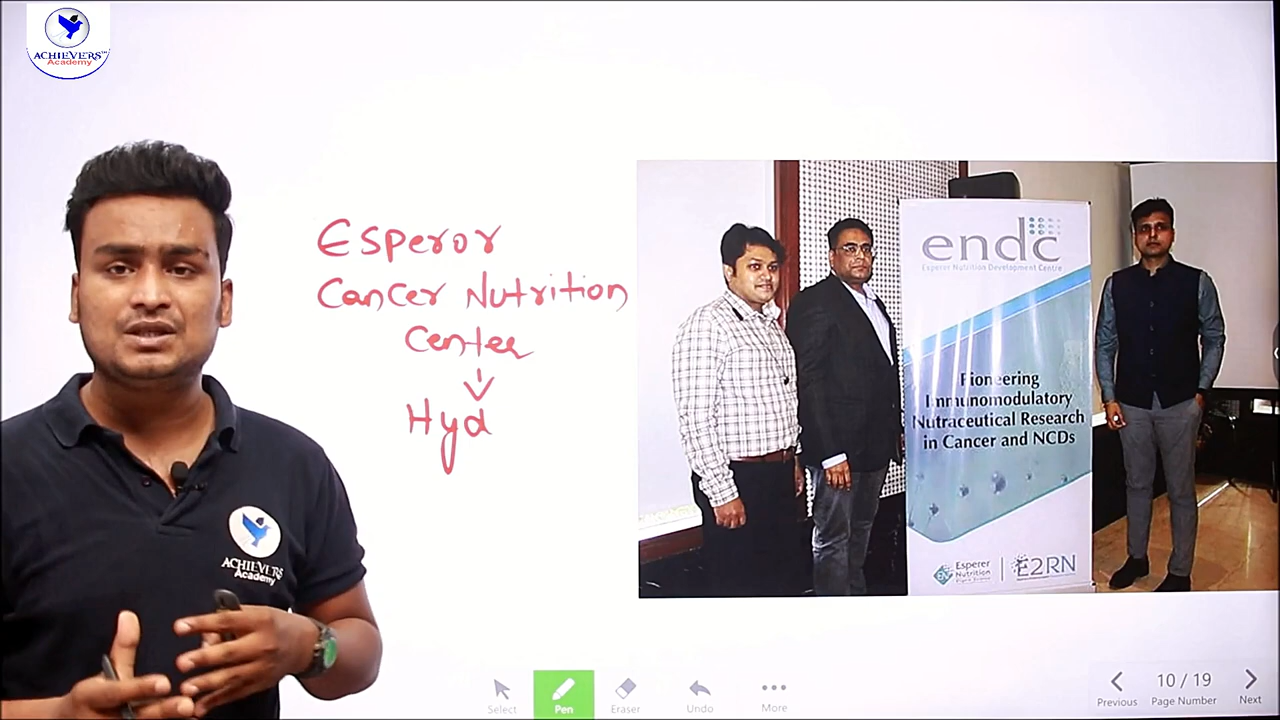 ACHIEVERS
Academy
Esperor
Cancer Nutrition
Center
Hyd
endc
Esperer Nutrition Development Centre
Pioneering
Immunomodulatory
Nutraceutical Research
in Cancer and NCDs
Esperer
Nutrition
E2RN
ACHIEVERS
Academy
Select
Pen
Eraser
Undo
More
Previous
10 / 19
Page Number
Next